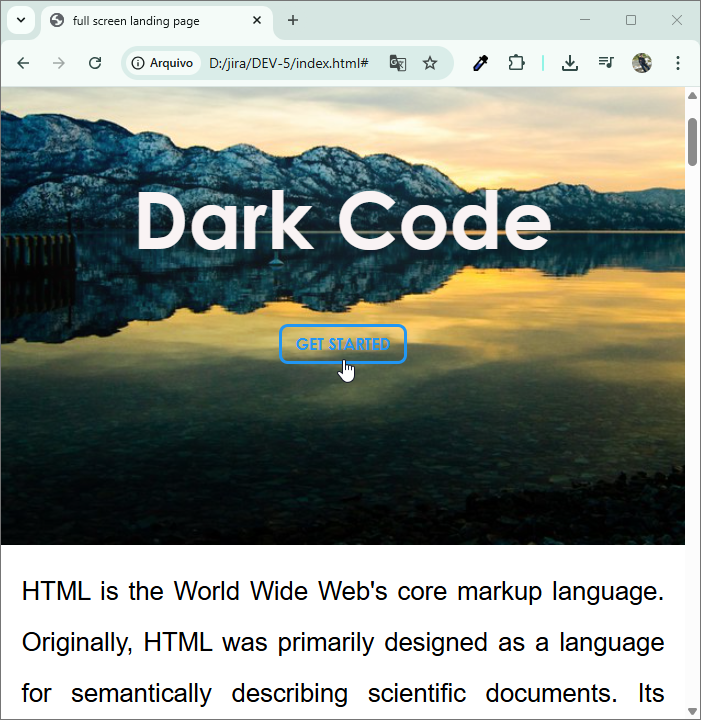 full screen landing page
Arquivo
D:/jira/DEV-5/index.html#
Dark Code
GET STARTED
HTML is the World Wide Web's core markup language.
Originally, HTML was primarily designed as a language
for semantically describing scientific documents. Its